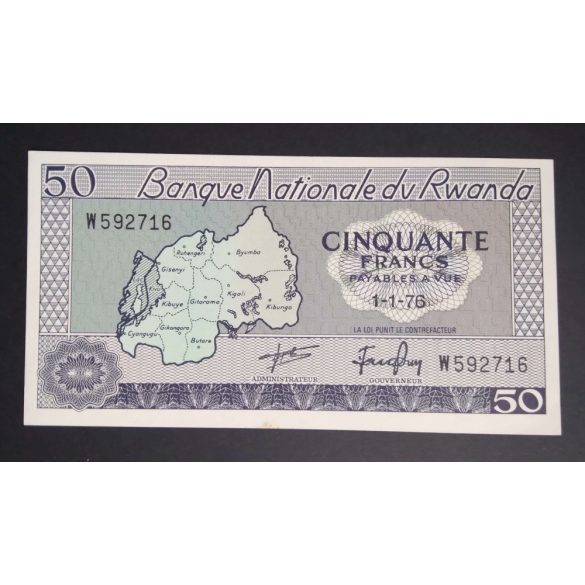 50 Banque Nationale du Rwanda
W592716
CINQUANTE
FRANCS
PAYABLES A VUE
1-1-76
LA LOI PUNIT LE CONTREFACTEUR
Ruhengeri
Byumba
Gisenyi
Kivu
Kigali
Kibuye
Gitarama
Kibungo
Gikongoro
Cyangugu
Butare
W592716
ADMINISTRATEUR
GOUVERNEUR
50